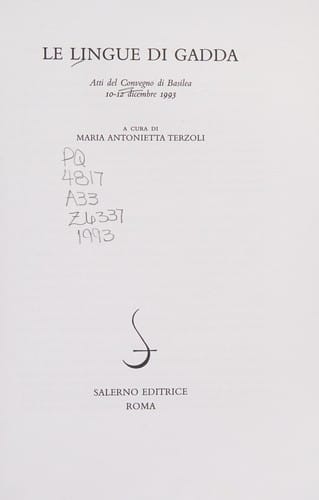 LE LINGUE DI GADDA
Atti del Convegno di Basilea
10-12 dicembre 1993
A CURA DI
MARIA ANTONIETTA TERZOLI
PQ
4817
A33
Z6337
1993
SALERNO EDITRICE
ROMA